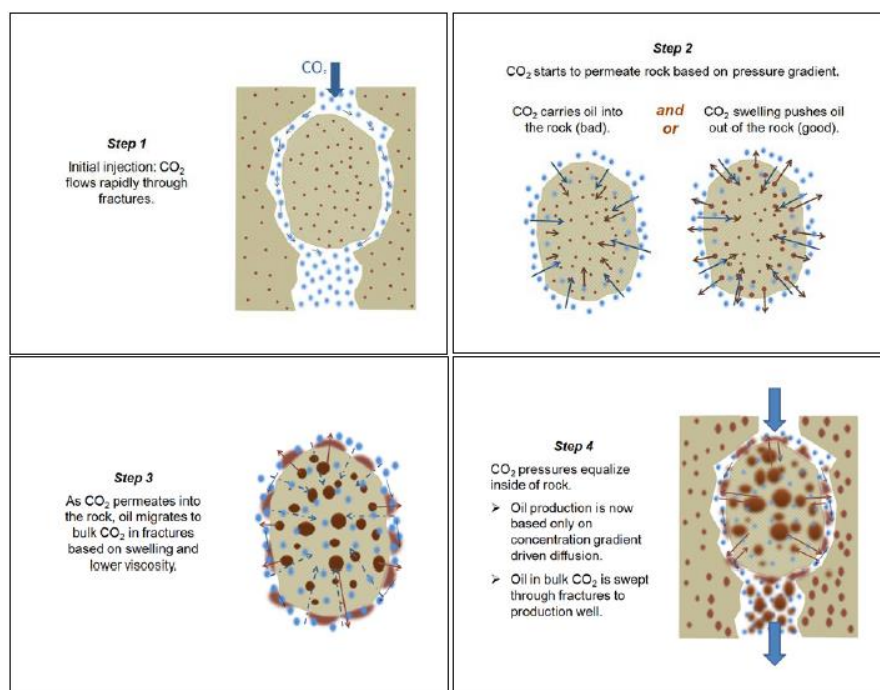 CO₂
Step 1
Initial injection: CO₂
flows rapidly through
fractures.
Step 2
CO₂ starts to permeate rock based on pressure gradient.
CO₂ carries oil into
the rock (bad).
and
or
CO₂ swelling pushes oil
out of the rock (good).
Step 3
As CO₂ permeates into
the rock, oil migrates to
bulk CO₂ in fractures
based on swelling and
lower viscosity.
Step 4
CO₂ pressures equalize
inside of rock.
➢ Oil production is now
based only on
concentration gradient
driven diffusion.
➢ Oil in bulk CO₂ is swept
through fractures to
production well.